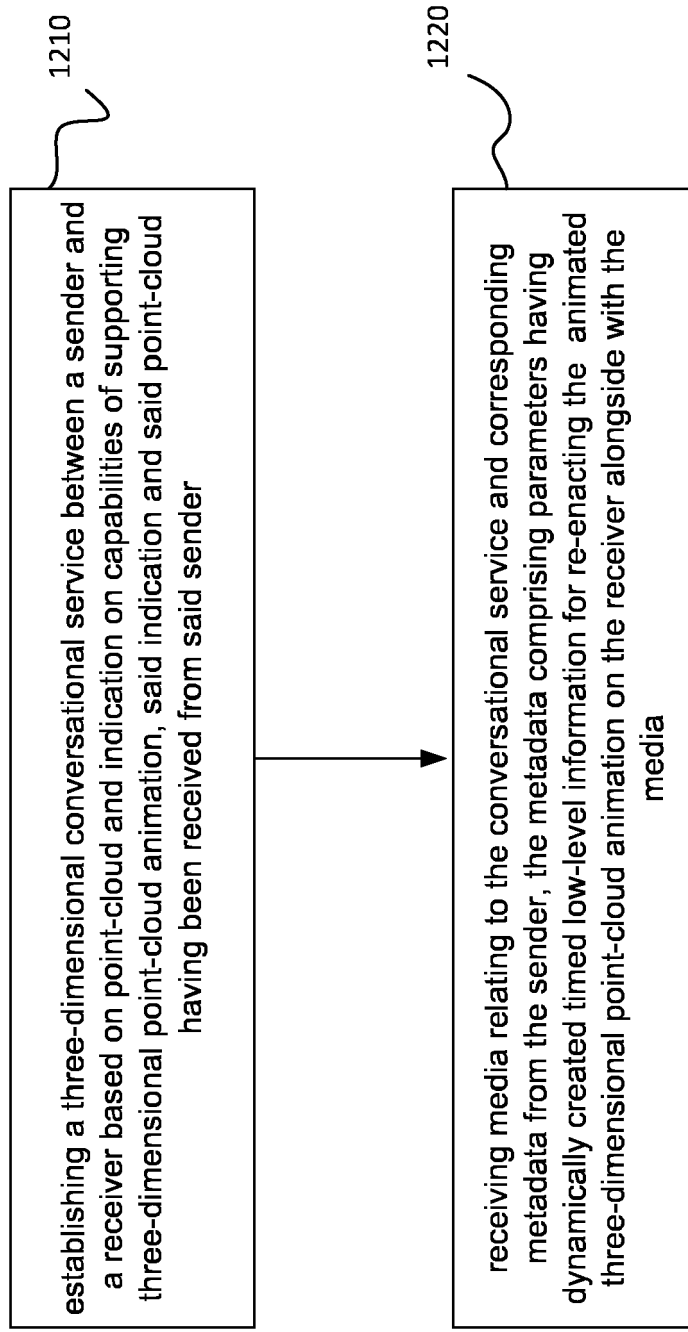 establishing a three-dimensional conversational service between a sender and
a receiver based on point-cloud and indication on capabilities of supporting
three-dimensional point-cloud animation, said indication and said point-cloud
having been received from said sender
1210
receiving media relating to the conversational service and corresponding
metadata from the sender, the metadata comprising parameters having
dynamically created timed low-level information for re-enacting the animated
three-dimensional point-cloud animation on the receiver alongside with the
media
1220